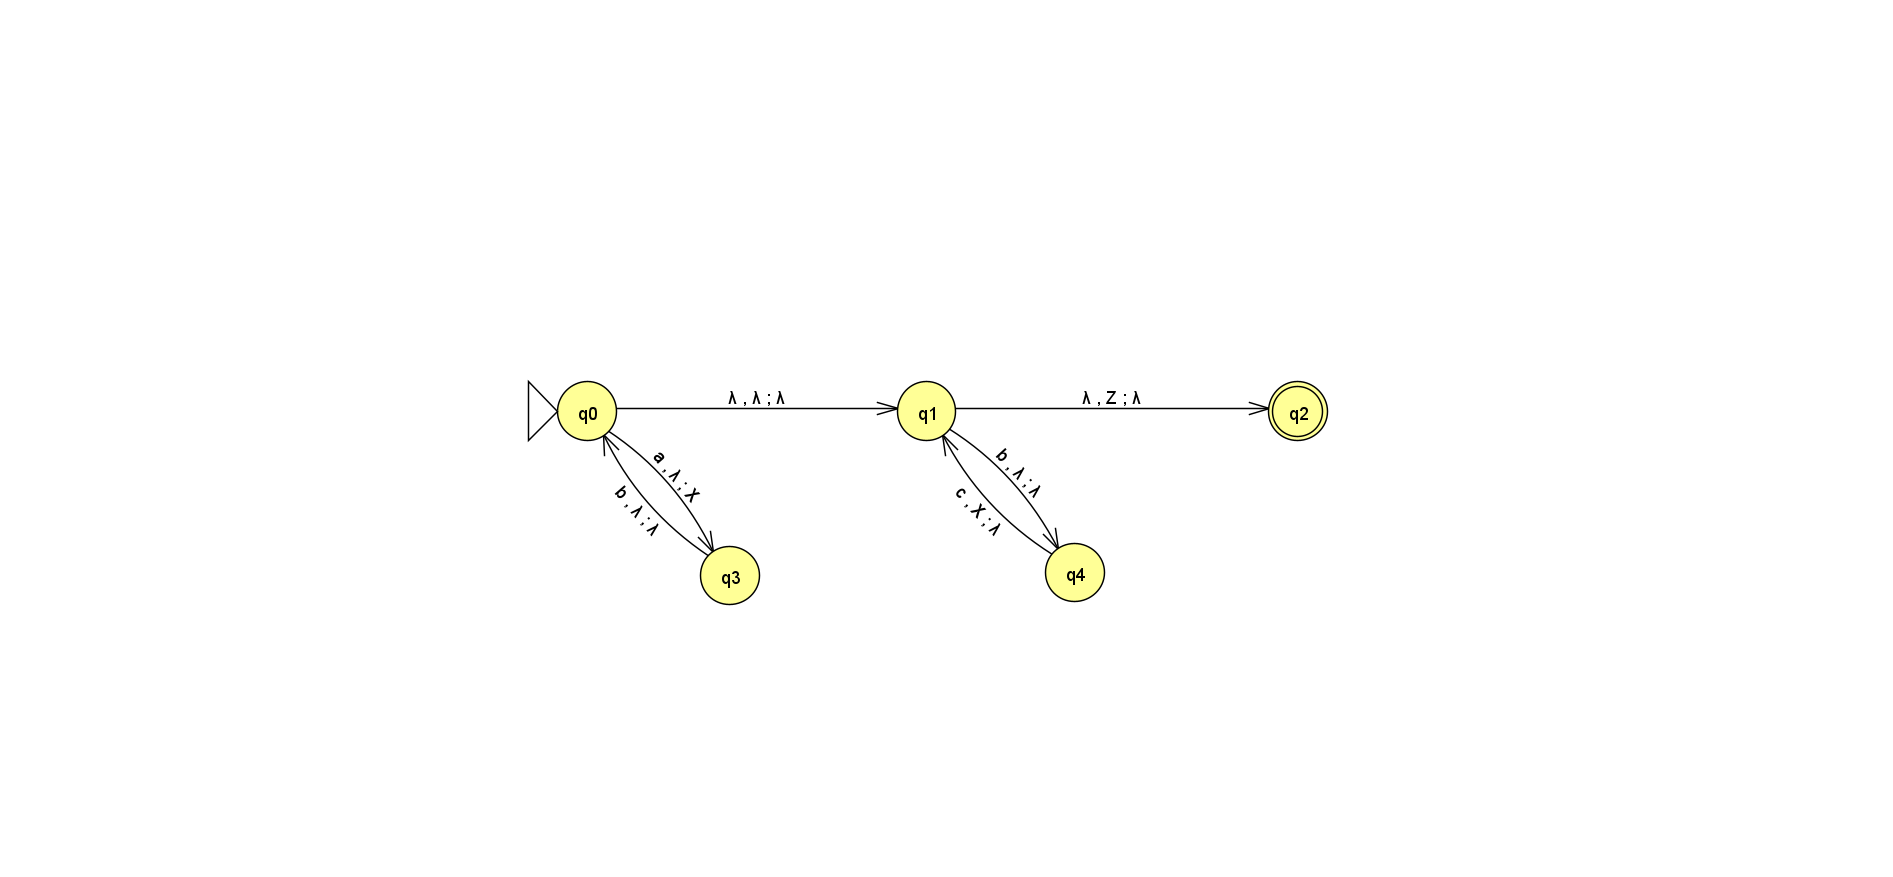 λ , λ ; λ
λ , Z ; λ
q0
q1
q2
a , λ ; X
b , λ ; λ
b , λ ; λ
c , X ; λ
q3
q4